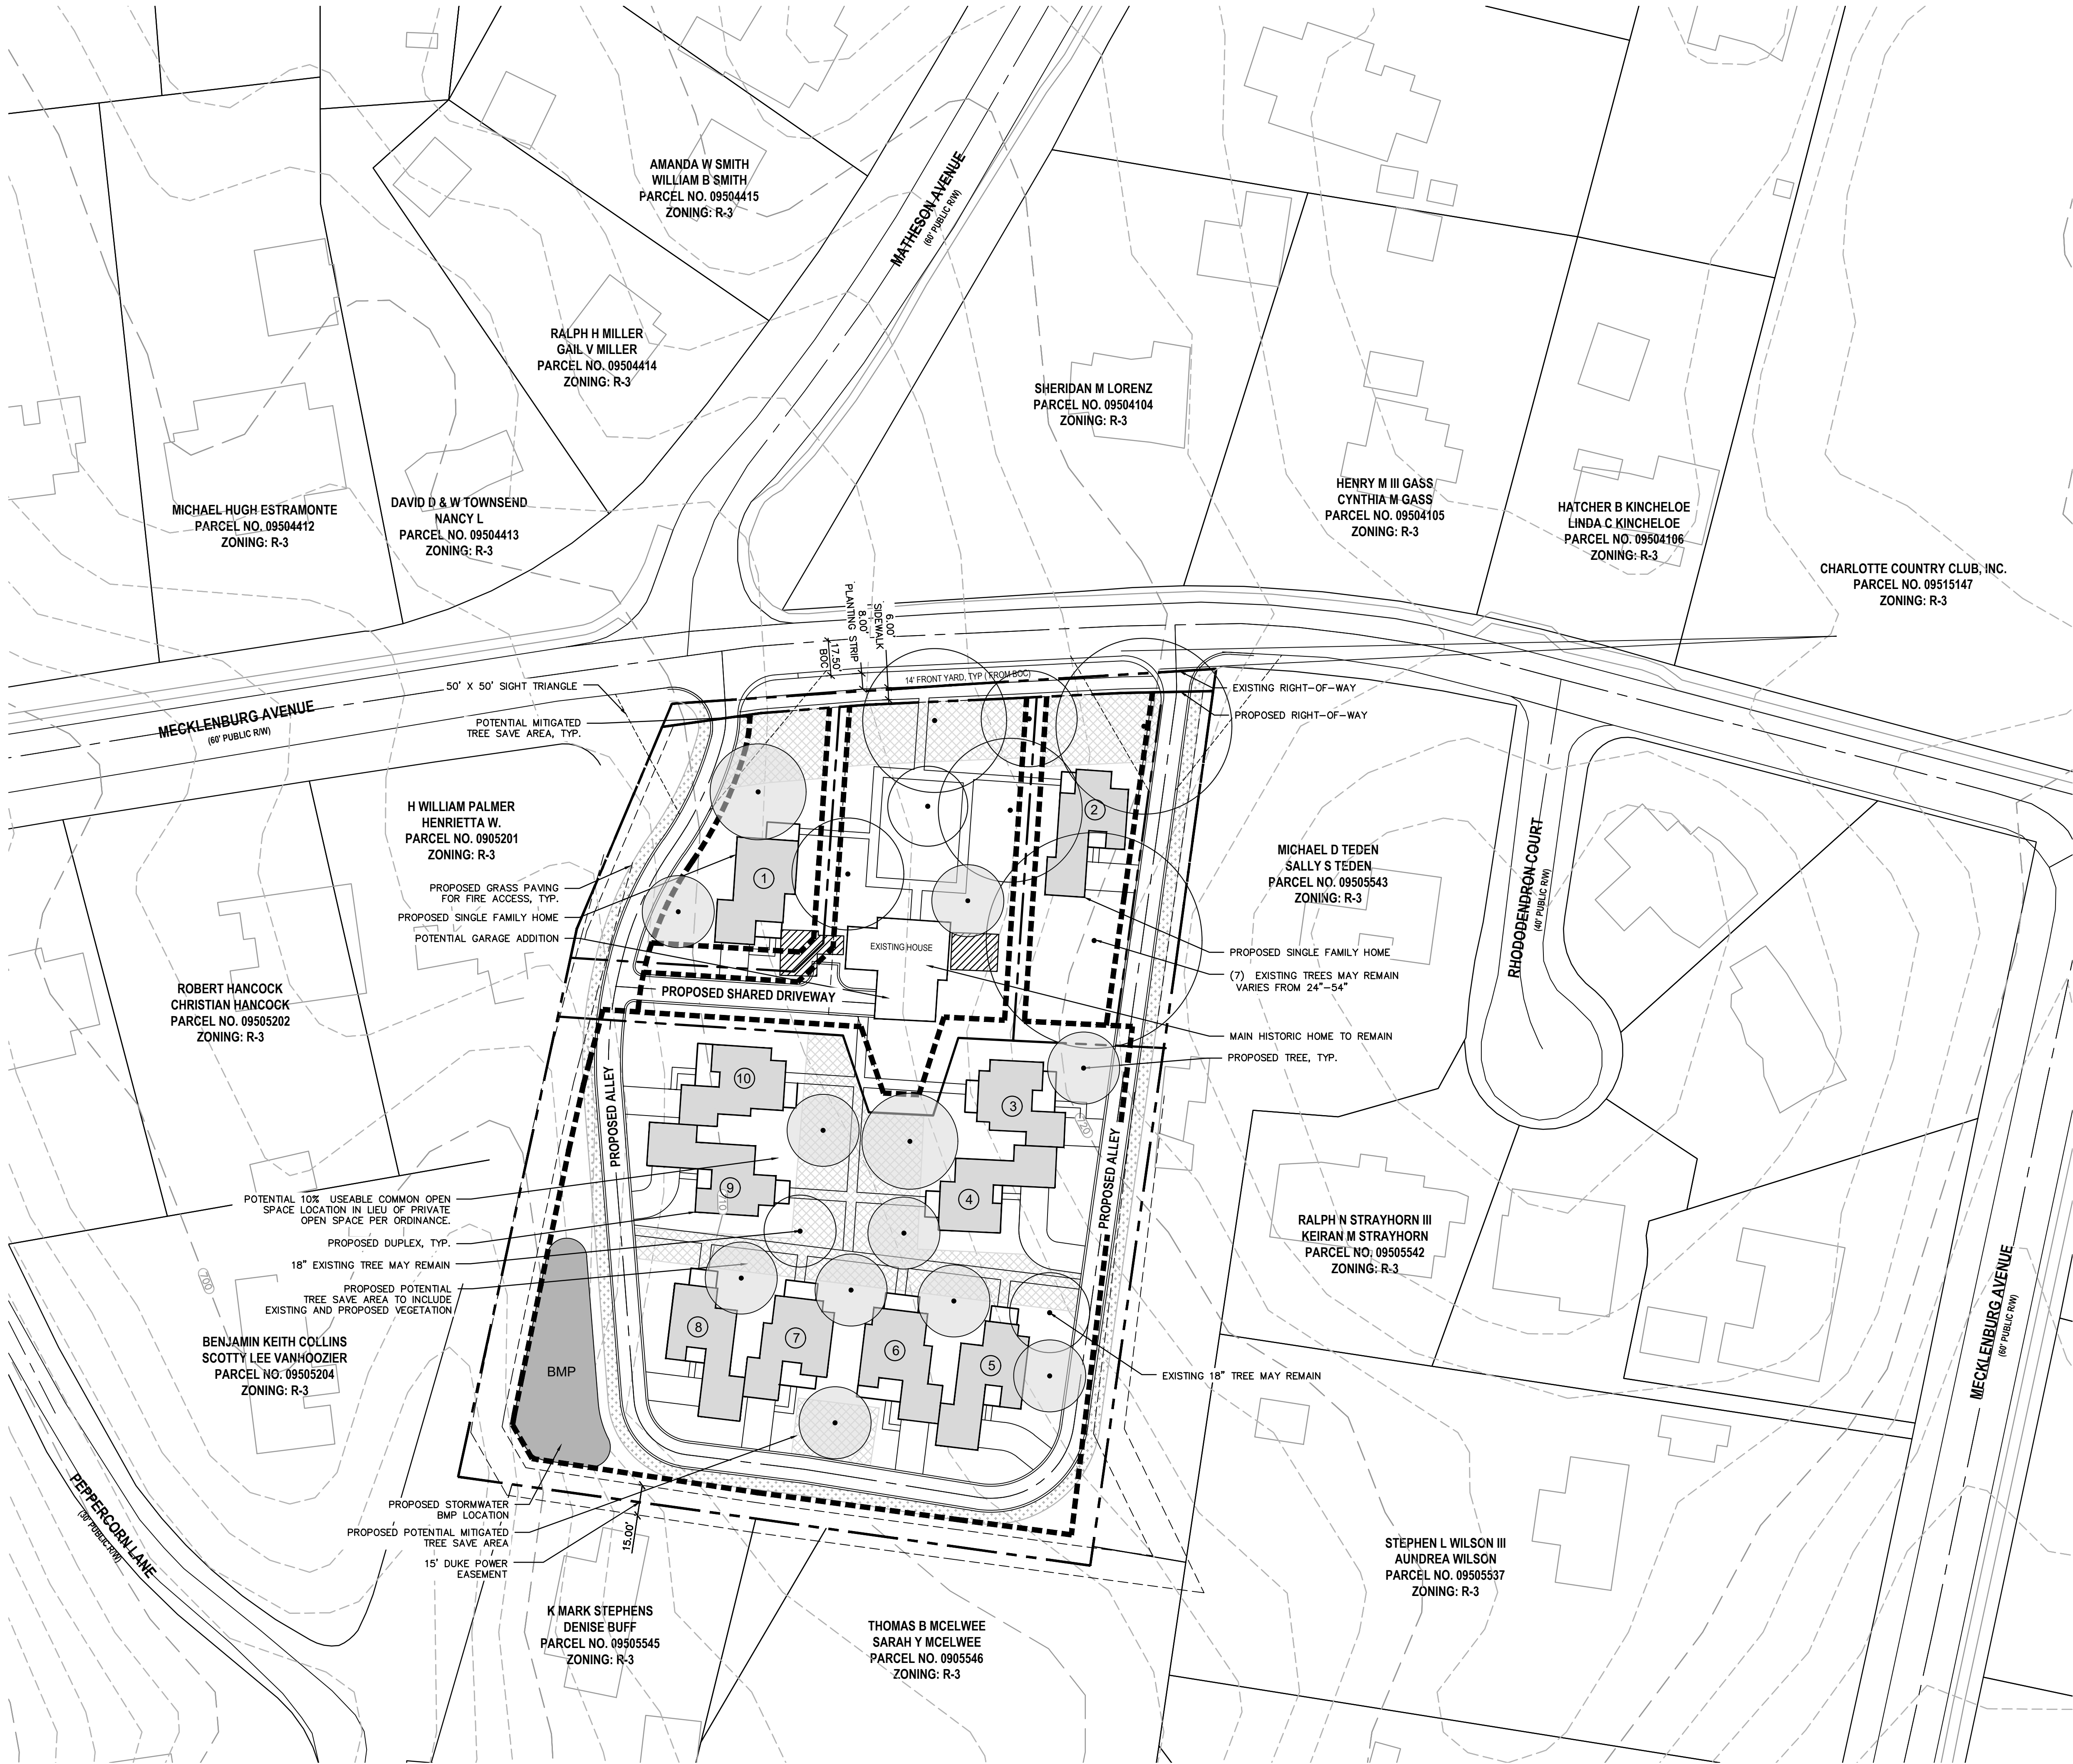 AMANDA W SMITH
WILLIAM B SMITH
PARCEL NO. 09504415
ZONING: R-3
MATHESON AVENUE
(60' PUBLIC R/W)
RALPH H MILLER
GAIL V MILLER
PARCEL NO. 09504414
ZONING: R-3
SHERIDAN M LORENZ
PARCEL NO. 09504104
ZONING: R-3
MICHAEL HUGH ESTRAMONTE
PARCEL NO. 09504412
ZONING: R-3
DAVID D & W TOWNSEND
NANCY L
PARCEL NO. 09504413
ZONING: R-3
HENRY M III GASS
CYNTHIA M GASS
PARCEL NO. 09504105
ZONING: R-3
HATCHER B KINCHELOE
LINDA C KINCHELOE
PARCEL NO. 09504106
ZONING: R-3
CHARLOTTE COUNTRY CLUB, INC.
PARCEL NO. 09515147
ZONING: R-3
6.00'
SIDEWALK
8.00'
PLANTING STRIP
17.50'
BOC
14' FRONT YARD, TYP (FROM BOC)
50' X 50' SIGHT TRIANGLE
EXISTING RIGHT-OF-WAY
PROPOSED RIGHT-OF-WAY
MECKLENBURG AVENUE
(60' PUBLIC R/W)
POTENTIAL MITIGATED
TREE SAVE AREA, TYP.
H WILLIAM PALMER
HENRIETTA W.
PARCEL NO. 0905201
ZONING: R-3
PROPOSED GRASS PAVING
FOR FIRE ACCESS, TYP.
PROPOSED SINGLE FAMILY HOME
POTENTIAL GARAGE ADDITION
1
2
EXISTING HOUSE
MICHAEL D TEDEN
SALLY S TEDEN
PARCEL NO. 09505543
ZONING: R-3
RHODODENDRON COURT
(40' PUBLIC R/W)
PROPOSED SINGLE FAMILY HOME
(7) EXISTING TREES MAY REMAIN
VARIES FROM 24"-54"
MAIN HISTORIC HOME TO REMAIN
PROPOSED TREE, TYP.
ROBERT HANCOCK
CHRISTIAN HANCOCK
PARCEL NO. 09505202
ZONING: R-3
PROPOSED SHARED DRIVEWAY
PROPOSED ALLEY
10
3
720
9
4
PROPOSED ALLEY
POTENTIAL 10% USEABLE COMMON OPEN
SPACE LOCATION IN LIEU OF PRIVATE
OPEN SPACE PER ORDINANCE.
PROPOSED DUPLEX, TYP.
18" EXISTING TREE MAY REMAIN
PROPOSED POTENTIAL
TREE SAVE AREA TO INCLUDE
EXISTING AND PROPOSED VEGETATION
700
BENJAMIN KEITH COLLINS
SCOTTY LEE VANHOOZIER
PARCEL NO. 09505204
ZONING: R-3
RALPH N STRAYHORN III
KEIRAN M STRAYHORN
PARCEL NO. 09505542
ZONING: R-3
MECKLENBURG AVENUE
(60' PUBLIC R/W)
BMP
8
7
6
5
EXISTING 18" TREE MAY REMAIN
PEPPERCORN LANE
(30' PUBLIC R/W)
PROPOSED STORMWATER
BMP LOCATION
PROPOSED POTENTIAL MITIGATED
TREE SAVE AREA
15' DUKE POWER
EASEMENT
15.00'
STEPHEN L WILSON III
AUNDREA WILSON
PARCEL NO. 09505537
ZONING: R-3
K MARK STEPHENS
DENISE BUFF
PARCEL NO. 09505545
ZONING: R-3
THOMAS B MCELWEE
SARAH Y MCELWEE
PARCEL NO. 0905546
ZONING: R-3